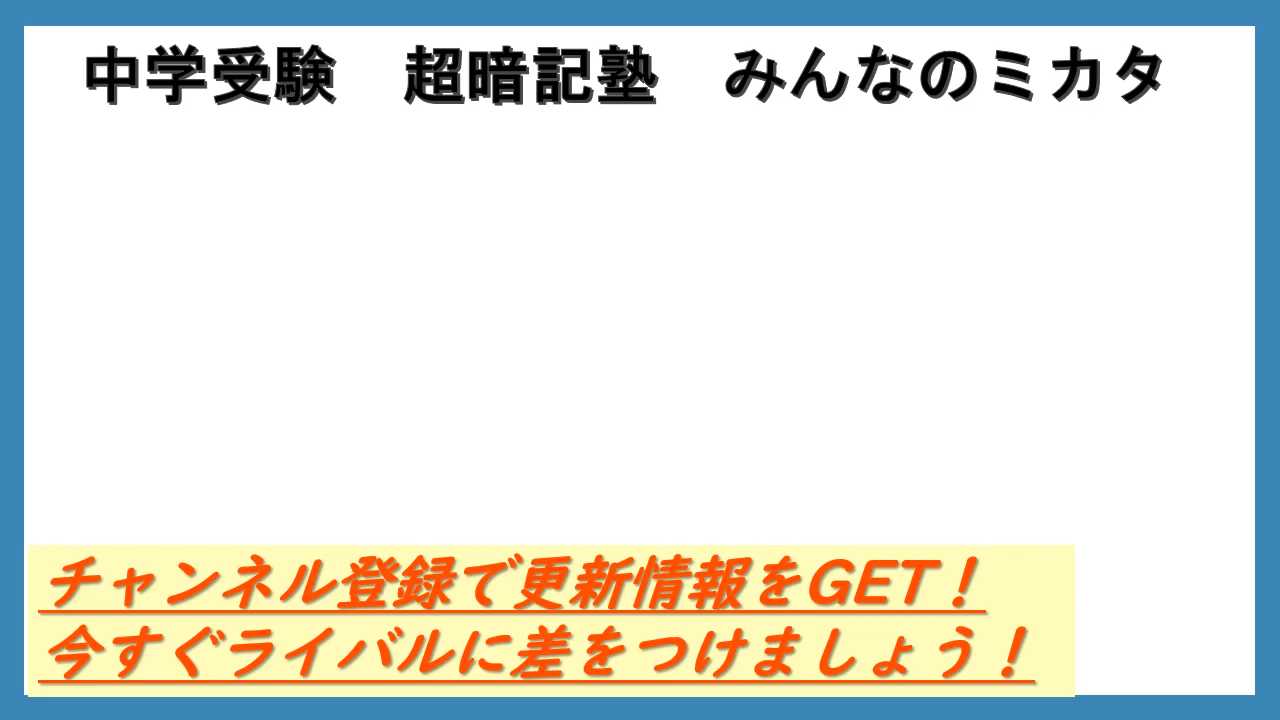 中学受験　超暗記塾　みんなのミカタ
チャンネル登録で更新情報をGET！
今すぐライバルに差をつけましょう！